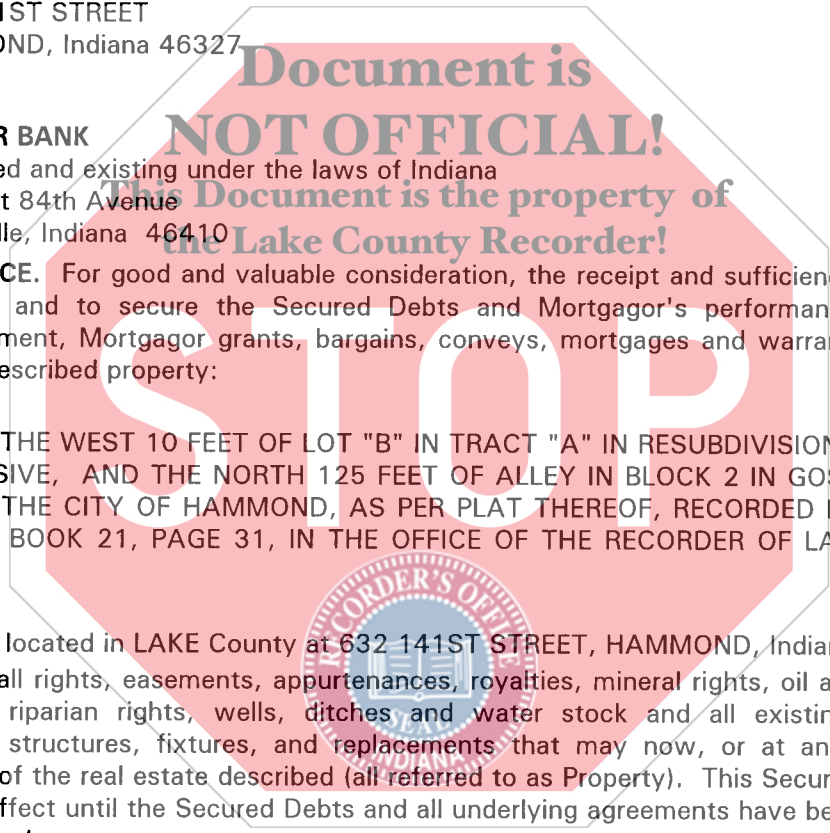 1ST STREET
OND, Indiana 46327
Document is
NOT OFFICIAL!
This Document is the property of
the Lake County Recorder!
R BANK
ed and existing under the laws of Indiana
t 84th Avenue
lle, Indiana 46410
CE. For good and valuable consideration, the receipt and sufficien
and to secure the Secured Debts and Mortgagor's performan
ment, Mortgagor grants, bargains, conveys, mortgages and warran
escribed property:
STOP
THE WEST 10 FEET OF LOT "B" IN TRACT "A" IN RESUBDIVISION
SIVE, AND THE NORTH 125 FEET OF ALLEY IN BLOCK 2 IN GOS
THE CITY OF HAMMOND, AS PER PLAT THEREOF, RECORDED I
BOOK 21, PAGE 31, IN THE OFFICE OF THE RECORDER OF LA
RECORDER'S OFFICE
SEAL
INDIANA
located in LAKE County at 632 141ST STREET, HAMMOND, Indian
all rights, easements, appurtenances, royalties, mineral rights, oil a
riparian rights, wells, ditches and water stock and all existin
structures, fixtures, and replacements that may now, or at an
of the real estate described (all referred to as Property). This Secur
ffect until the Secured Debts and all underlying agreements have be